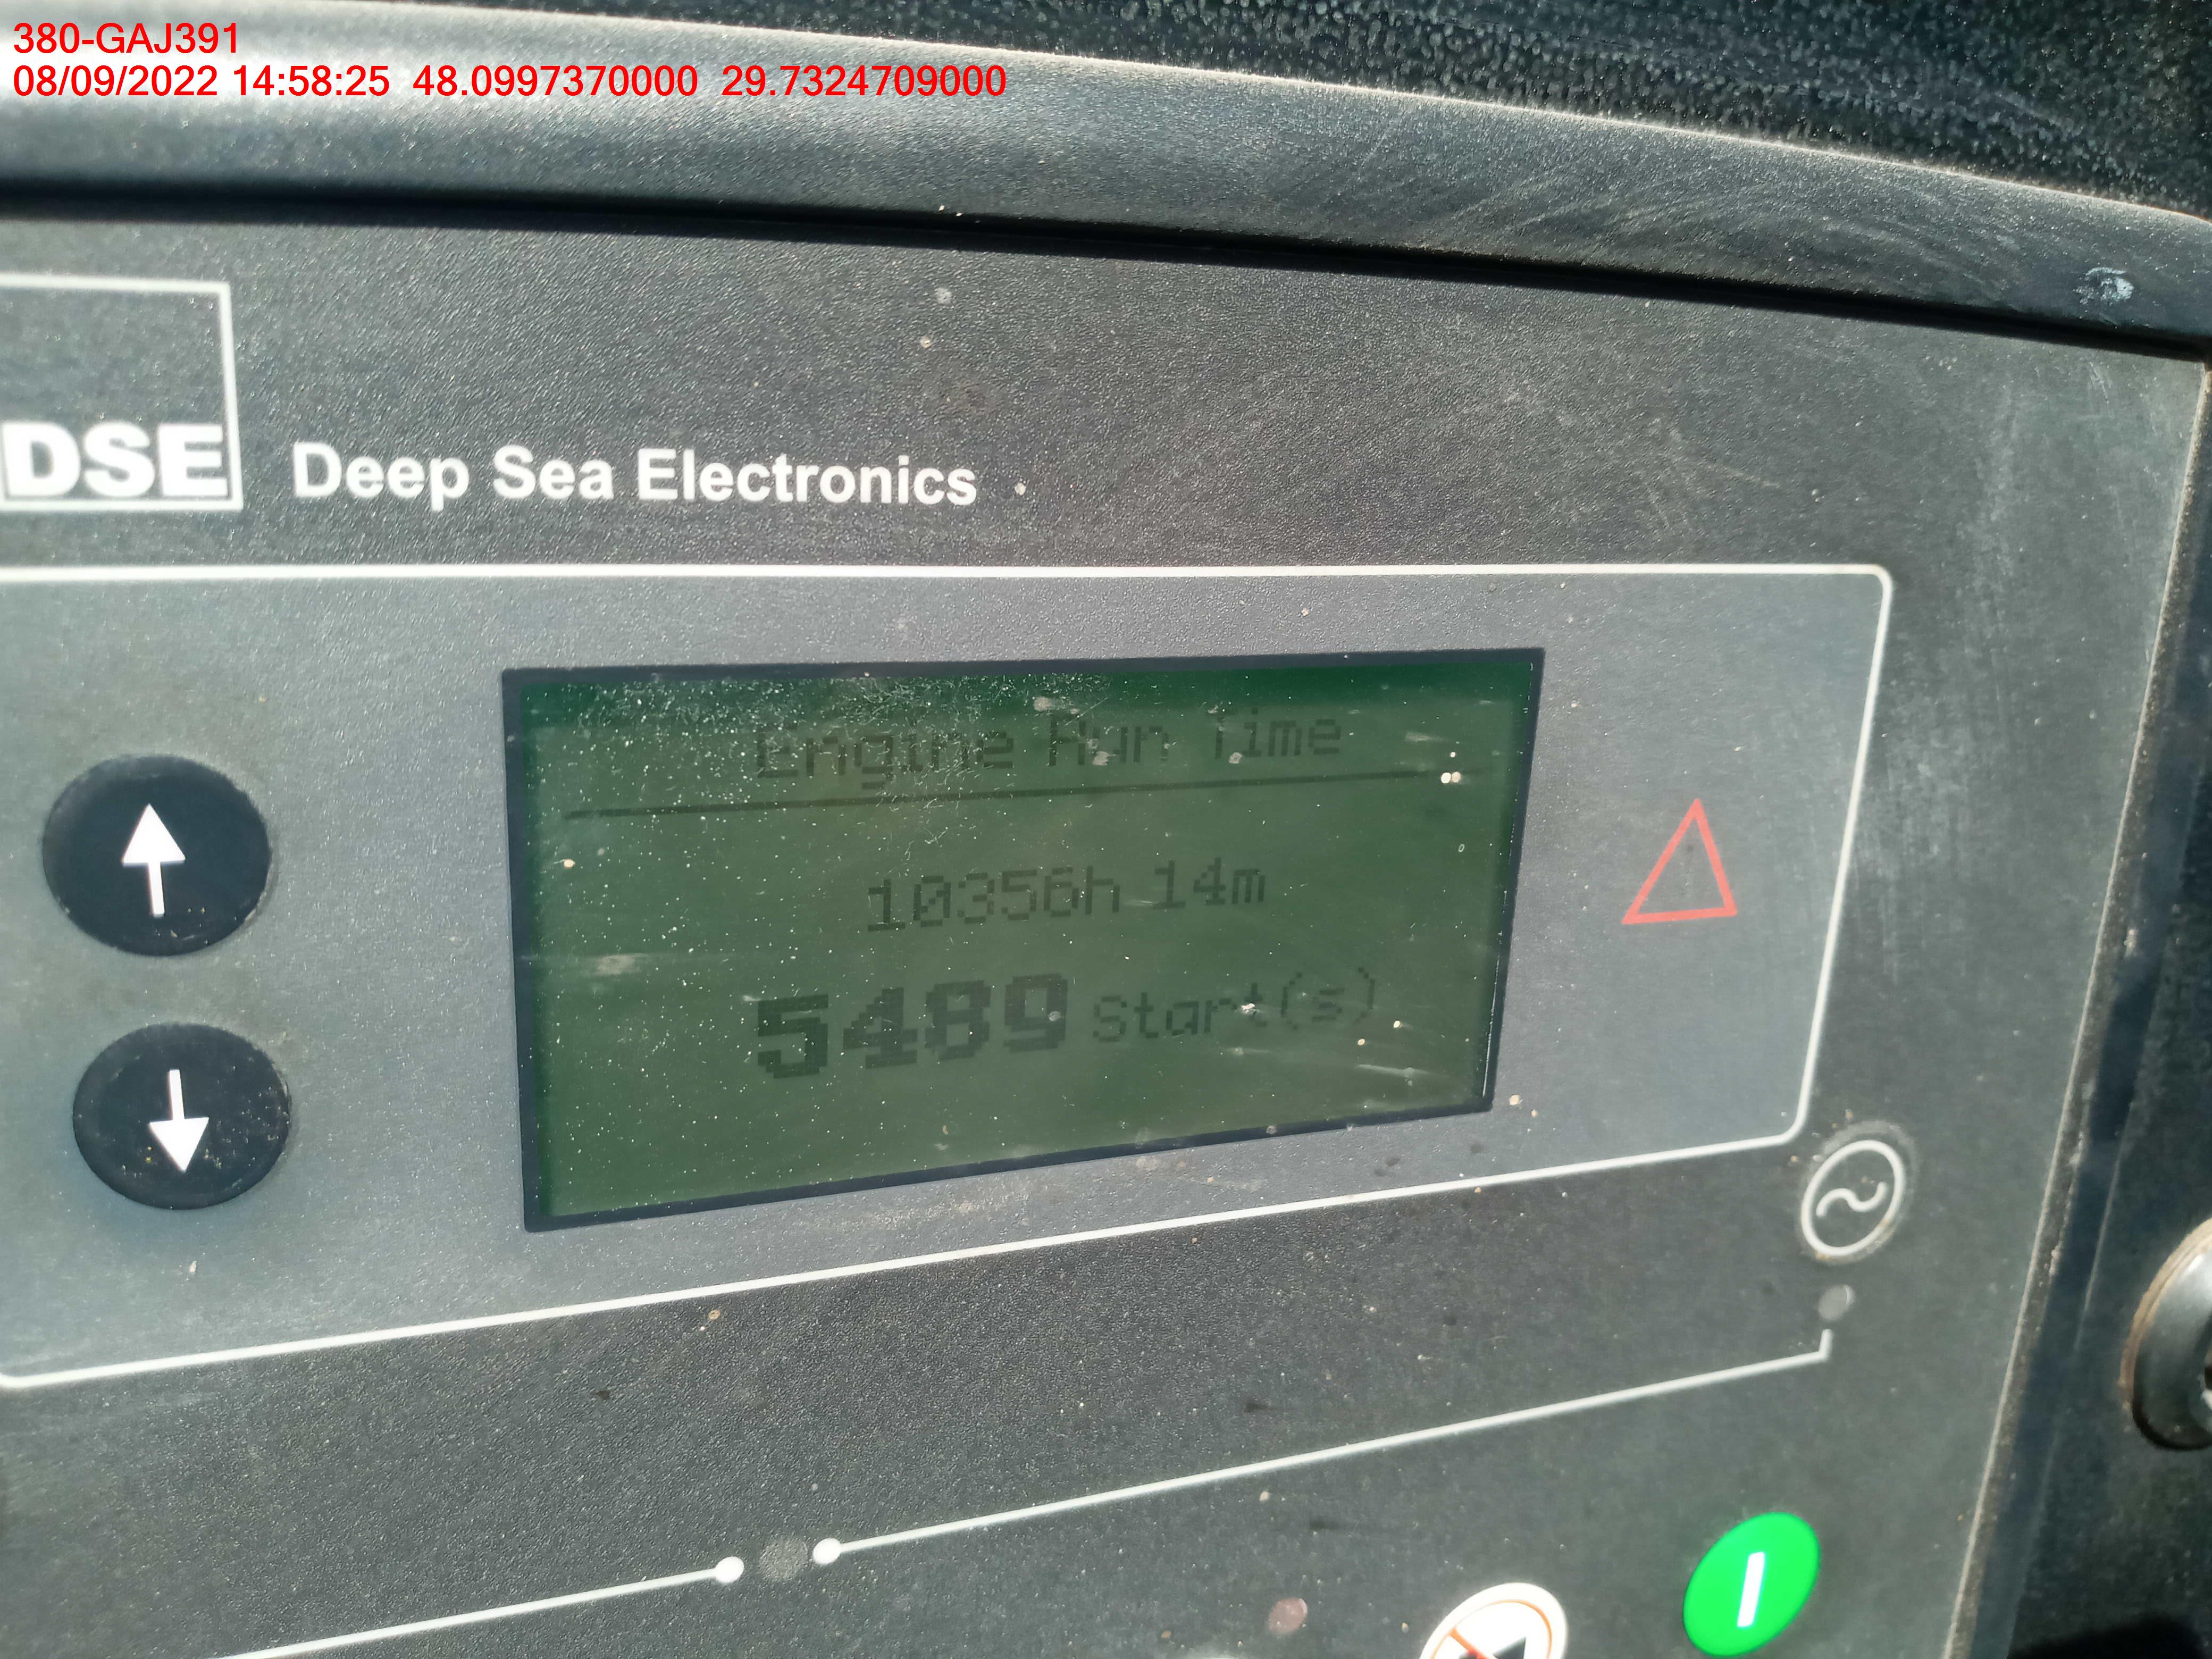 380-GAJ391
08/09/2022 14:58:25 48.0997370000 29.7324709000
DSE Deep Sea Electronics
Engine Run Time
10356h 14m
5489 Start(s)